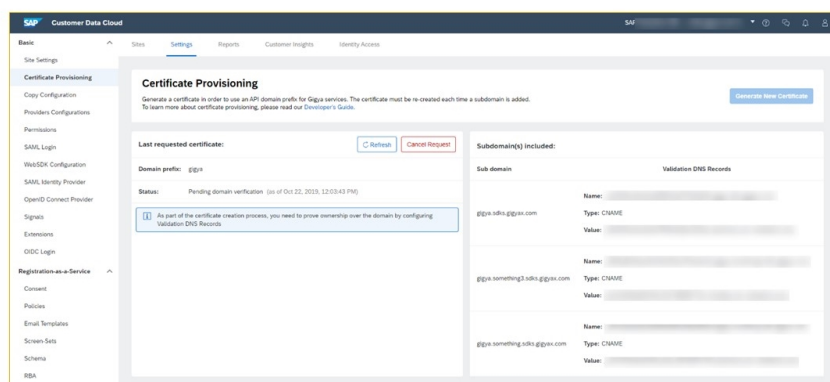 SAP Customer Data Cloud
SAP
Basic
Site Settings
Certificate Provisioning
Copy Configuration
Providers Configurations
Permissions
SAML Login
WebSDK Configuration
SAML Identity Provider
OpenID Connect Provider
Signals
Extensions
OIDC Login
Registration-as-a-Service
Consent
Policies
Email Templates
Screen-Sets
Schema
RBA
Sites Settings Reports Customer Insights Identity Access
Certificate Provisioning
Generate a certificate in order to use an API domain prefix for Gigya services. The certificate must be re-created each time a subdomain is added.
To learn more about certificate provisioning, please read our Developer's Guide.
Generate New Certificate
Last requested certificate:
Refresh
Cancel Request
Domain prefix: gigya
Status: Pending domain verification (as of Oct 22, 2019, 12:03:43 PM)
As part of the certificate creation process, you need to prove ownership over the domain by configuring
Validation DNS Records
Subdomain(s) included:
Sub domain Validation DNS Records
Name:
gigya.sdks.gigyax.com Type: CNAME
Value:
Name:
gigya.something3.sdks.gigyax.com Type: CNAME
Value:
Name:
gigya.something.sdks.gigyax.com Type: CNAME
Value: